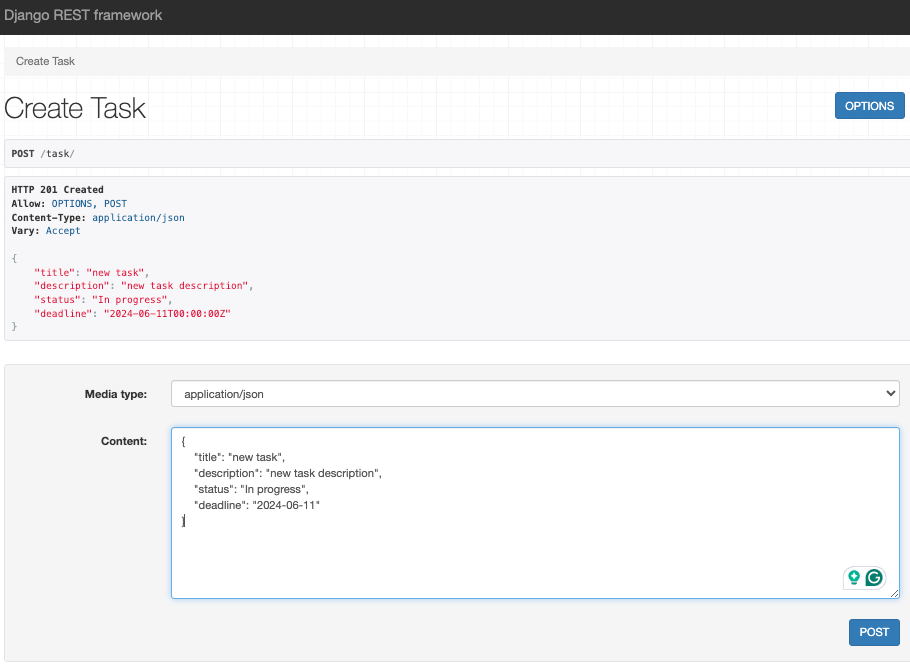 Django REST framework
Create Task
Create Task
OPTIONS
POST /task/
HTTP 201 Created
Allow: OPTIONS, POST
Content-Type: application/json
Vary: Accept
{
    "title": "new task",
    "description": "new task description",
    "status": "In progress",
    "deadline": "2024-06-11T00:00:00Z"
}
Media type:
application/json
Content:
{
    "title": "new task",
    "description": "new task description",
    "status": "In progress",
    "deadline": "2024-06-11"
}
POST